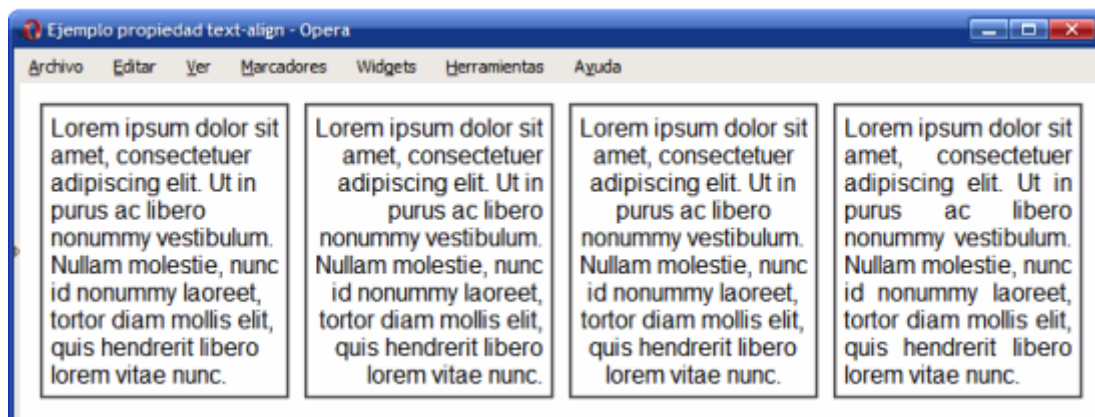 Ejemplo propiedad text-align - Opera
Archivo Editar Ver Marcadores Widgets Herramientas Ayuda
Lorem ipsum dolor sit
amet, consectetuer
adipiscing elit. Ut in
purus ac libero
nonummy vestibulum.
Nullam molestie, nunc
id nonummy laoreet,
tortor diam mollis elit,
quis hendrerit libero
lorem vitae nunc.
Lorem ipsum dolor sit
amet, consectetuer
adipiscing elit. Ut in
purus ac libero
nonummy vestibulum.
Nullam molestie, nunc
id nonummy laoreet,
tortor diam mollis elit,
quis hendrerit libero
lorem vitae nunc.
Lorem ipsum dolor sit
amet, consectetuer
adipiscing elit. Ut in
purus ac libero
nonummy vestibulum.
Nullam molestie, nunc
id nonummy laoreet,
tortor diam mollis elit,
quis hendrerit libero
lorem vitae nunc.
Lorem ipsum dolor sit
amet, consectetuer
adipiscing elit. Ut in
purus ac libero
nonummy vestibulum.
Nullam molestie, nunc
id nonummy laoreet,
tortor diam mollis elit,
quis hendrerit libero
lorem vitae nunc.